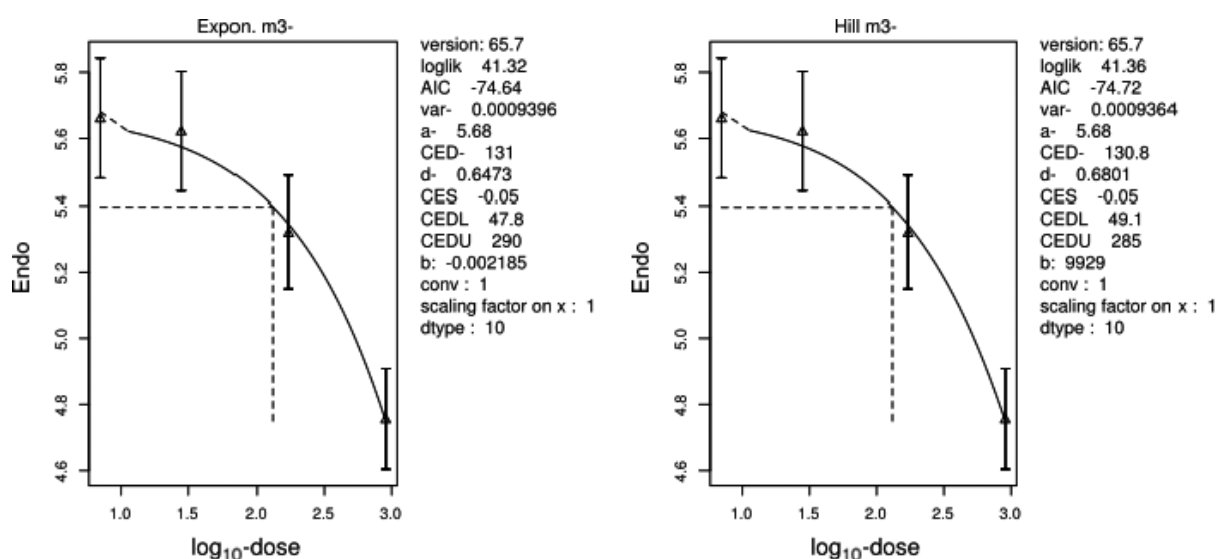 Expon. m3-
5.8
5.6
5.4
5.2
5.0
4.8
4.6
Endo
1.0 1.5 2.0 2.5 3.0
log10-dose
version: 65.7
loglik 41.32
AIC -74.64
var- 0.0009396
a- 5.68
CED- 131
d- 0.6473
CES -0.05
CEDL 47.8
CEDU 290
b: -0.002185
conv : 1
scaling factor on x : 1
dtype : 10
Hill m3-
5.8
5.6
5.4
5.2
5.0
4.8
4.6
Endo
1.0 1.5 2.0 2.5 3.0
log10-dose
version: 65.7
loglik 41.36
AIC -74.72
var- 0.0009364
a- 5.68
CED- 130.8
d- 0.6801
CES -0.05
CEDL 49.1
CEDU 285
b: 9929
conv : 1
scaling factor on x : 1
dtype : 10